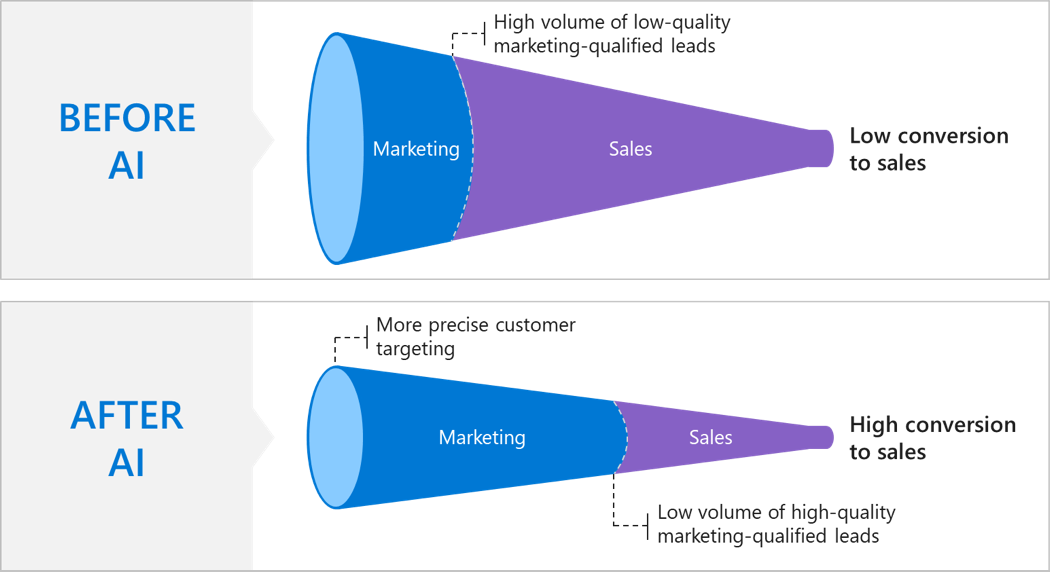 BEFORE
AI
High volume of low-quality
marketing-qualified leads
Marketing
Sales
Low conversion
to sales
AFTER
AI
More precise customer
targeting
Marketing
Sales
High conversion
to sales
Low volume of high-quality
marketing-qualified leads